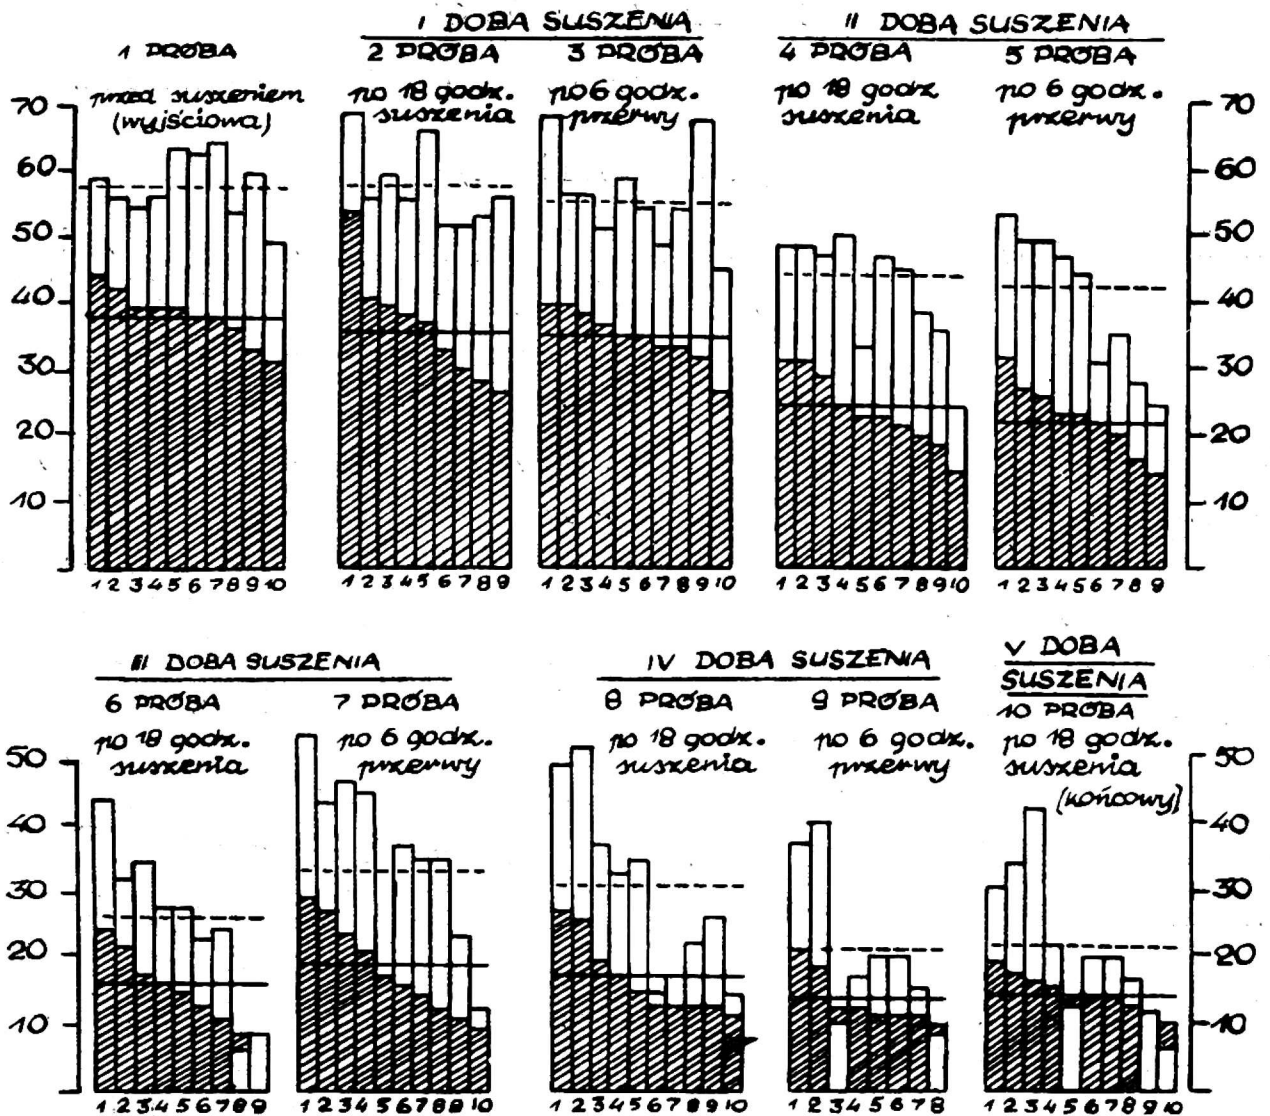 I DOBA SUSZENIA
II DOBA SUSZENIA
1 PRÓBA
2 PRÓBA
3 PRÓBA
4 PRÓBA
5 PRÓBA
przed suszeniem
(wyjściowa)
po 18 godz.
suszenia
po 6 godz.
przerwy
po 18 godz
suszenia
po 6 godz.
przerwy
70
60
50
40
30
20
10
70
60
50
40
30
20
10
1 2 3 4 5 6 7 8 9 10
1 2 3 4 5 6 7 8 9
1 2 3 4 5 6 7 8 9 10
1 2 3 4 5 6 7 8 9 10
1 2 3 4 5 6 7 8 9
III DOBA SUSZENIA
IV DOBA SUSZENIA
V DOBA
SUSZENIA
6 PRÓBA
7 PRÓBA
8 PRÓBA
9 PRÓBA
10 PRÓBA
po 18 godz.
suszenia
po 6 godz.
przerwy
po 18 godz.
suszenia
po 6 godz.
przerwy
po 18 godz.
suszenia
(końcowy)
50
40
30
20
10
50
40
30
20
10
1 2 3 4 5 6 7 8 9
1 2 3 4 5 6 7 8 9 10
1 2 3 4 5 6 7 8 9 10
1 2 3 4 5 6 7 8
1 2 3 4 5 6 7 8 9 10